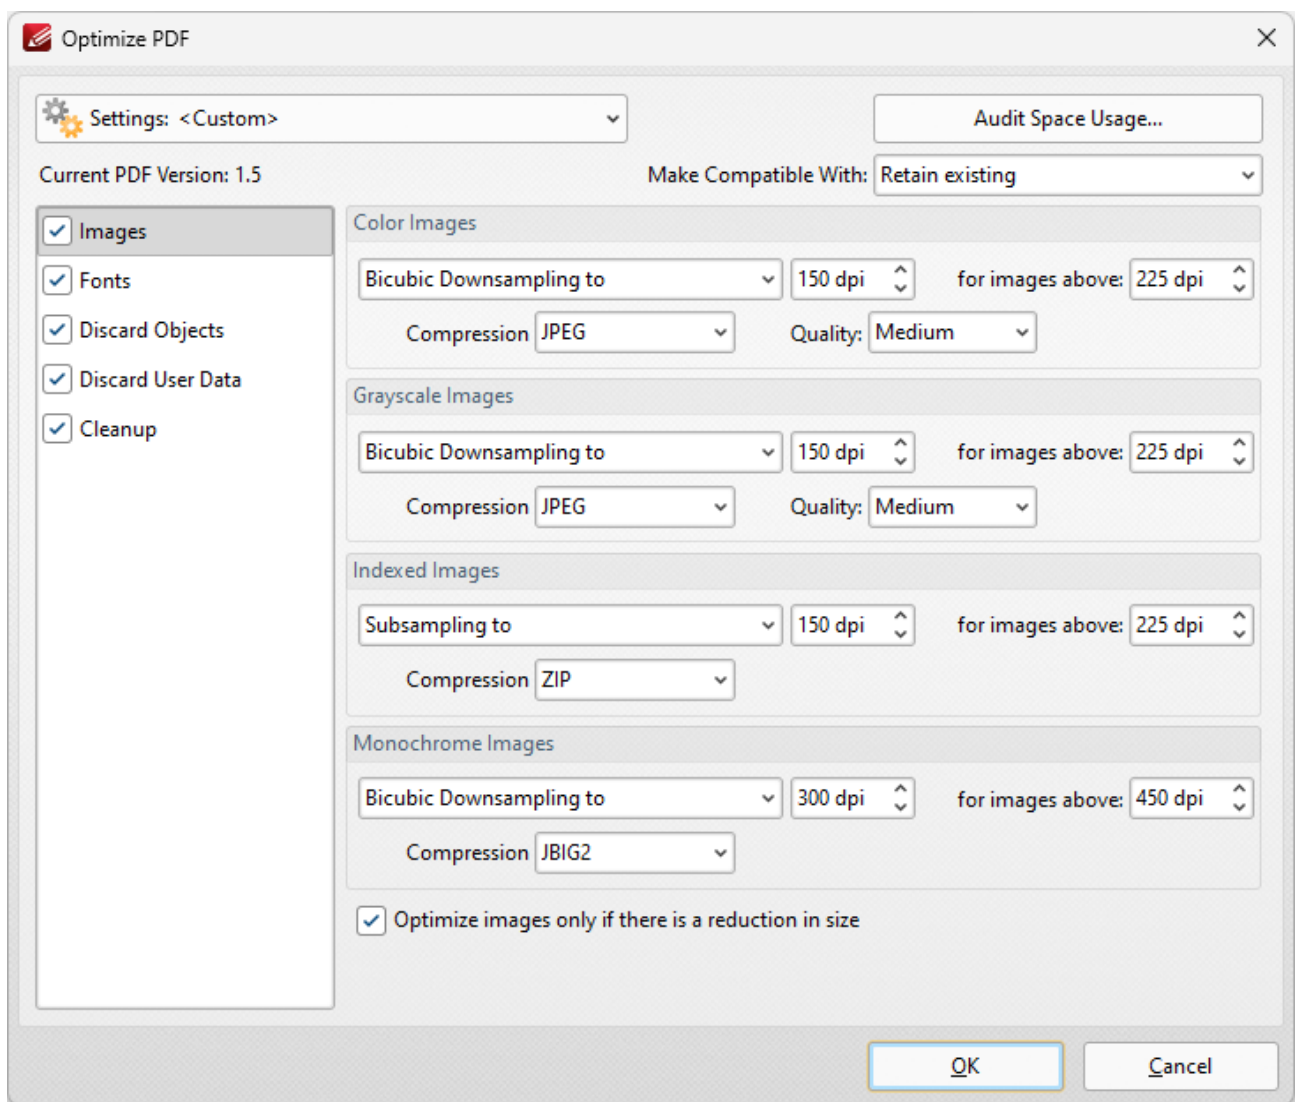 Optimize PDF
Settings: <Custom>
Audit Space Usage...
Current PDF Version: 1.5
Make Compatible With: Retain existing
Images
Fonts
Discard Objects
Discard User Data
Cleanup
Color Images
Bicubic Downsampling to 150 dpi for images above: 225 dpi
Compression JPEG Quality: Medium
Grayscale Images
Bicubic Downsampling to 150 dpi for images above: 225 dpi
Compression JPEG Quality: Medium
Indexed Images
Subsampling to 150 dpi for images above: 225 dpi
Compression ZIP
Monochrome Images
Bicubic Downsampling to 300 dpi for images above: 450 dpi
Compression JBIG2
Optimize images only if there is a reduction in size
OK Cancel